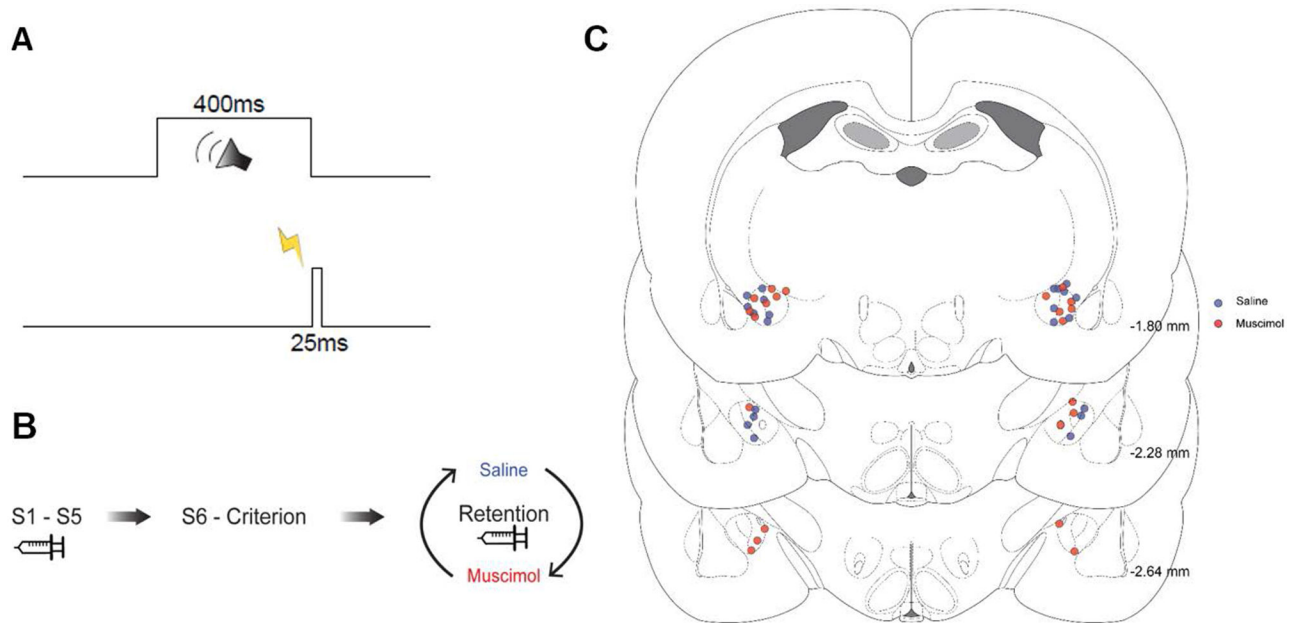 A
400ms
25ms
B
S1 - S5
S6 - Criterion
Saline
Retention
Muscimol
C
Saline
Muscimol
-1.80 mm
-2.28 mm
-2.64 mm